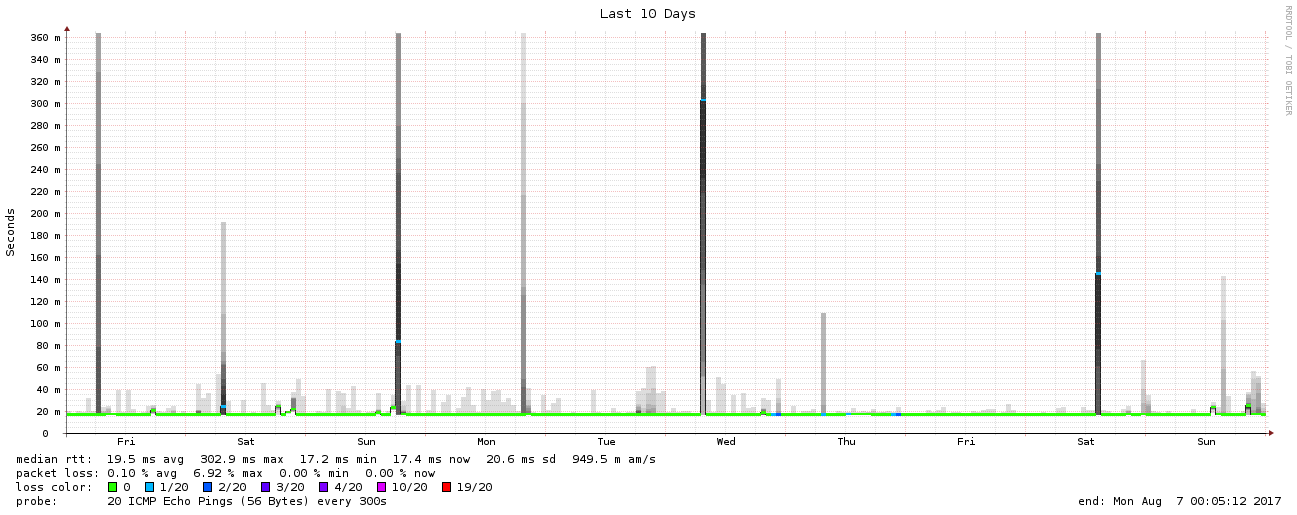 Last 10 Days
RRDTOOL / TOBI OETIKER
Seconds
360 m
340 m
320 m
300 m
280 m
260 m
240 m
220 m
200 m
180 m
160 m
140 m
120 m
100 m
80 m
60 m
40 m
20 m
0
Fri Sat Sun Mon Tue Wed Thu Fri Sat Sun
median rtt: 19.5 ms avg 302.9 ms max 17.2 ms min 17.4 ms now 20.6 ms sd 949.5 m am/s
packet loss: 0.10 % avg 6.92 % max 0.00 % min 0.00 % now
loss color: 0 1/20 2/20 3/20 4/20 10/20 19/20
probe: 20 ICMP Echo Pings (56 Bytes) every 300s end: Mon Aug 7 00:05:12 2017